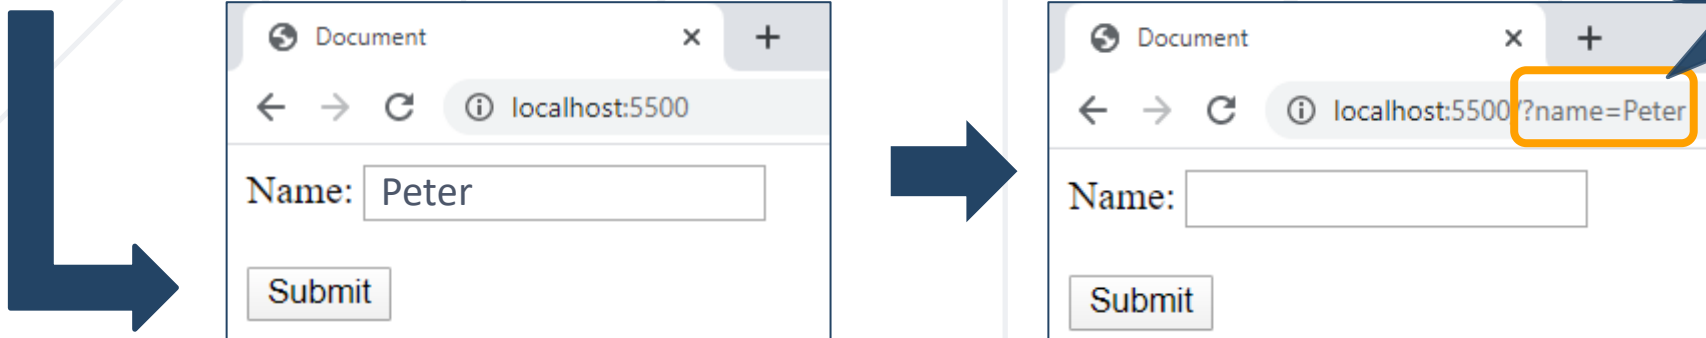 Document
localhost:5500
Name: Peter
Submit
Document
localhost:5500/?name=Peter
Name:
Submit